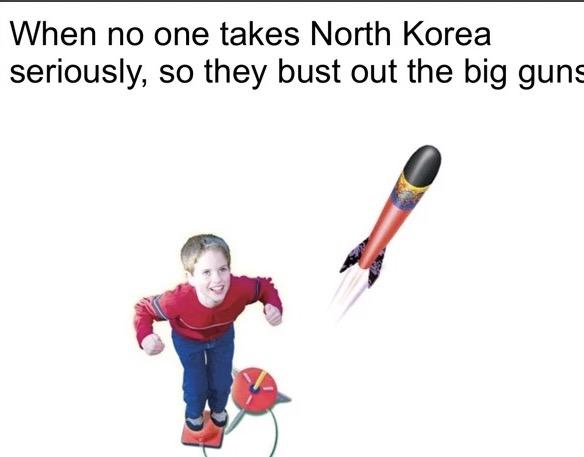 When no one takes North Korea
seriously, so they bust out the big guns